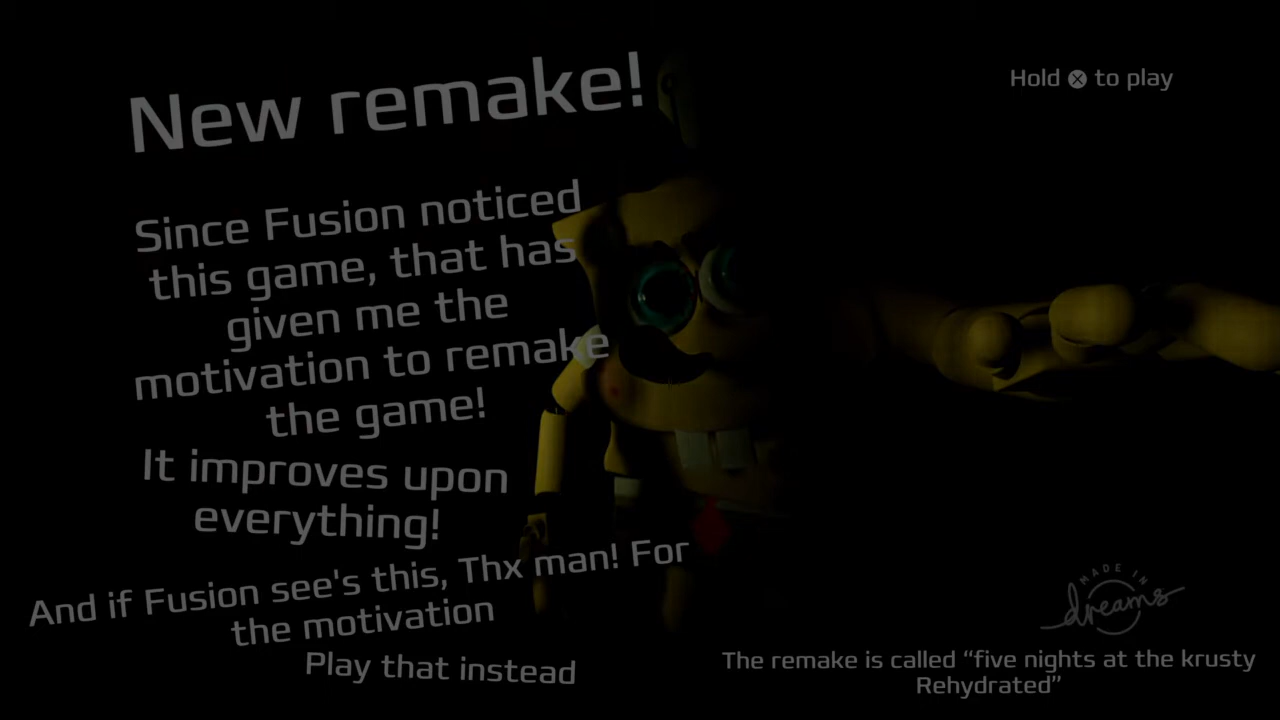 New remake!
Hold ⓧ to play
Since Fusion noticed
this game, that has
given me the
motivation to remake
the game!
It improves upon
everything!
And if Fusion see's this, Thx man! For
the motivation
Play that instead
MADE IN
dreams
The remake is called “five nights at the krusty
Rehydrated”